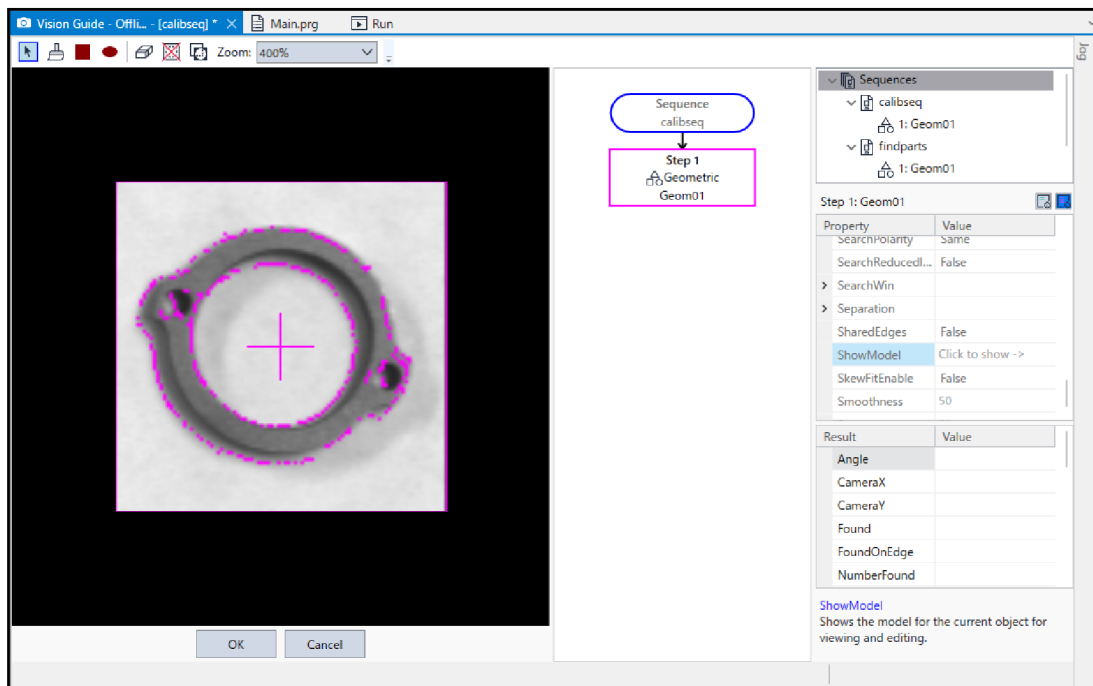 Vision Guide - Offli... - [calibseq] *
Main.prg
Run
Zoom: 400%
Jog
OK
Cancel
Sequence
calibseq
Step 1
Geometric
Geom01
Sequences
calibseq
1: Geom01
findparts
1: Geom01
Step 1: Geom01
Property Value
SearchPolarity Same
SearchReducedI... False
SearchWin
Separation
SharedEdges False
ShowModel Click to show ->
SkewFitEnable False
Smoothness 50
Result Value
Angle
CameraX
CameraY
Found
FoundOnEdge
NumberFound
ShowModel
Shows the model for the current object for
viewing and editing.